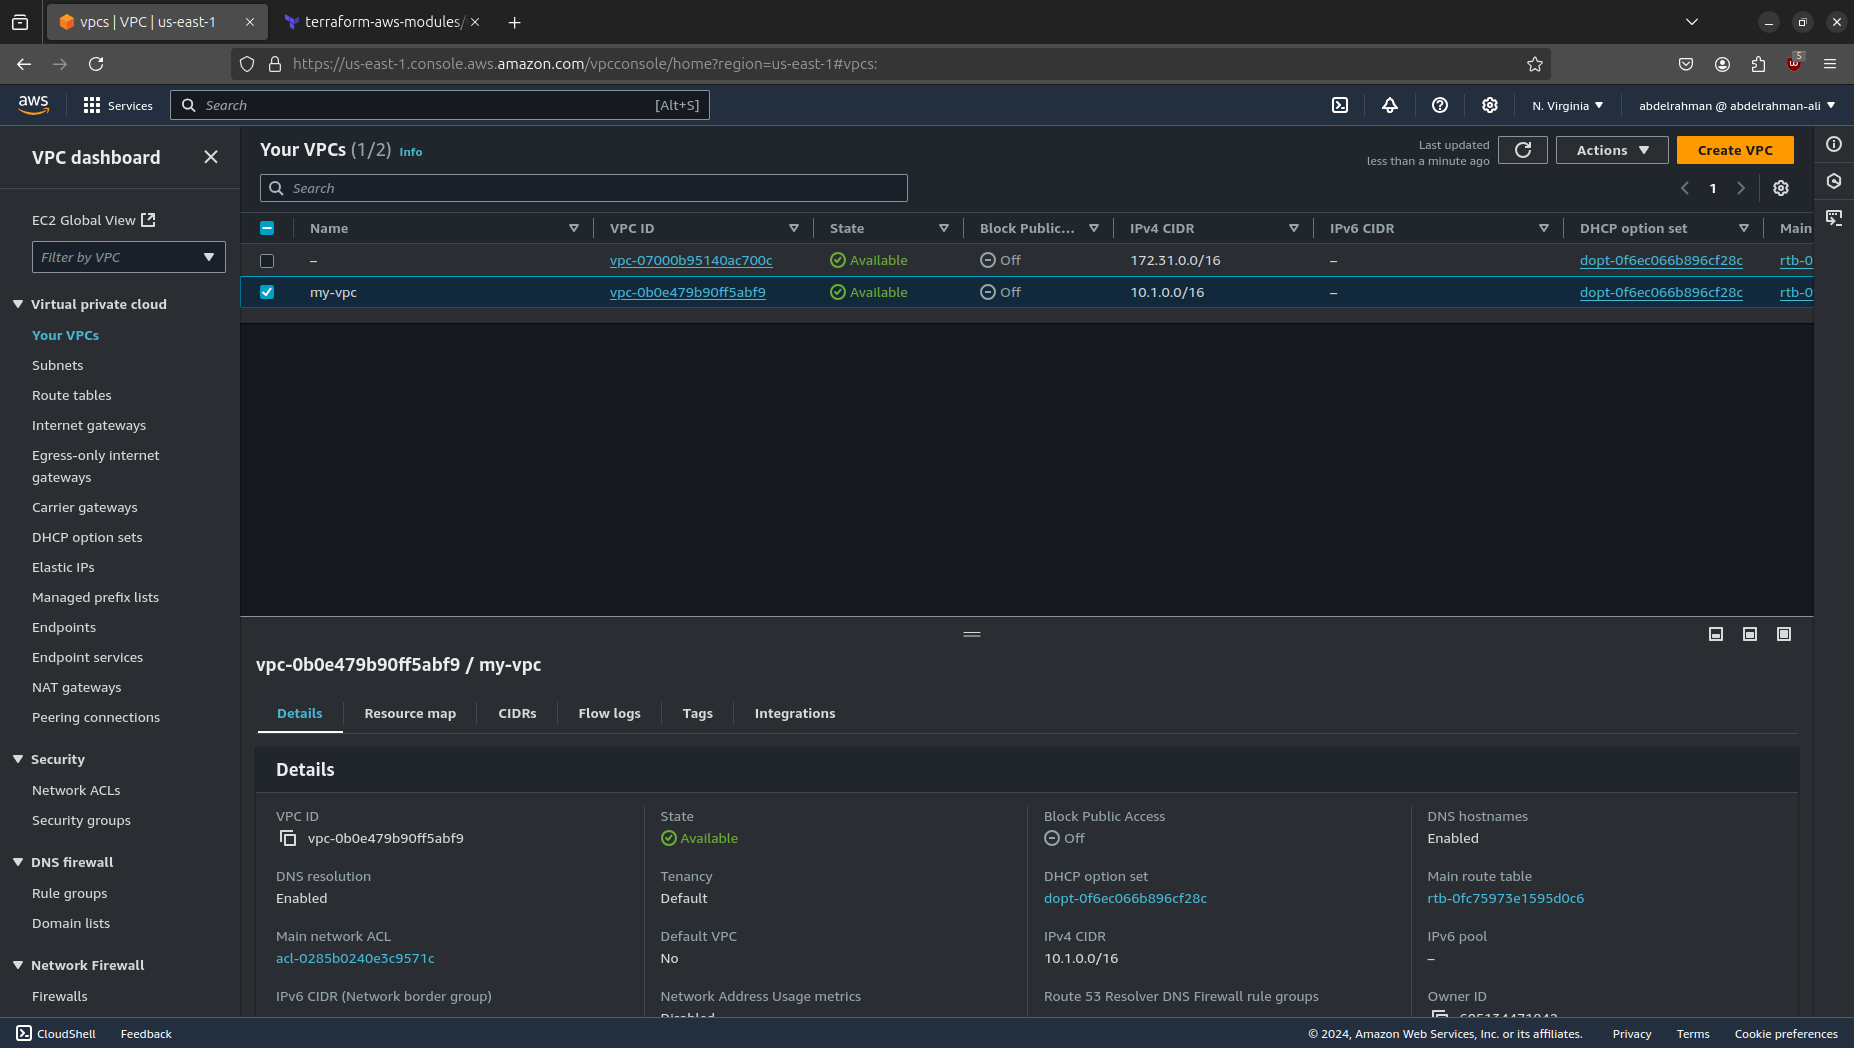 vpcs | VPC | us-east-1
terraform-aws-modules/
https://us-east-1.console.aws.amazon.com/vpcconsole/home?region=us-east-1#vpcs:
5
aws
Services
Search
[Alt+S]
N. Virginia
abdelrahman @ abdelrahman-ali
VPC dashboard
EC2 Global View
Filter by VPC
Virtual private cloud
Your VPCs
Subnets
Route tables
Internet gateways
Egress-only internet
gateways
Carrier gateways
DHCP option sets
Elastic IPs
Managed prefix lists
Endpoints
Endpoint services
NAT gateways
Peering connections
Security
Network ACLs
Security groups
DNS firewall
Rule groups
Domain lists
Network Firewall
Firewalls
Your VPCs (1/2) Info
Last updated
less than a minute ago
Actions
Create VPC
Search
1
Name VPC ID State Block Public... IPv4 CIDR IPv6 CIDR DHCP option set Main
– vpc-07000b95140ac700c Available Off 172.31.0.0/16 – dopt-0f6ec066b896cf28c rtb-0
my-vpc vpc-0b0e479b90ff5abf9 Available Off 10.1.0.0/16 – dopt-0f6ec066b896cf28c rtb-0
vpc-0b0e479b90ff5abf9 / my-vpc
Details
Resource map
CIDRs
Flow logs
Tags
Integrations
Details
VPC ID
vpc-0b0e479b90ff5abf9
State
Available
Block Public Access
Off
DNS hostnames
Enabled
DNS resolution
Enabled
Tenancy
Default
DHCP option set
dopt-0f6ec066b896cf28c
Main route table
rtb-0fc75973e1595d0c6
Main network ACL
acl-0285b0240e3c9571c
Default VPC
No
IPv4 CIDR
10.1.0.0/16
IPv6 pool
–
IPv6 CIDR (Network border group)
Network Address Usage metrics
Disabled
Route 53 Resolver DNS Firewall rule groups
Owner ID
CloudShell
Feedback
© 2024, Amazon Web Services, Inc. or its affiliates.
Privacy
Terms
Cookie preferences